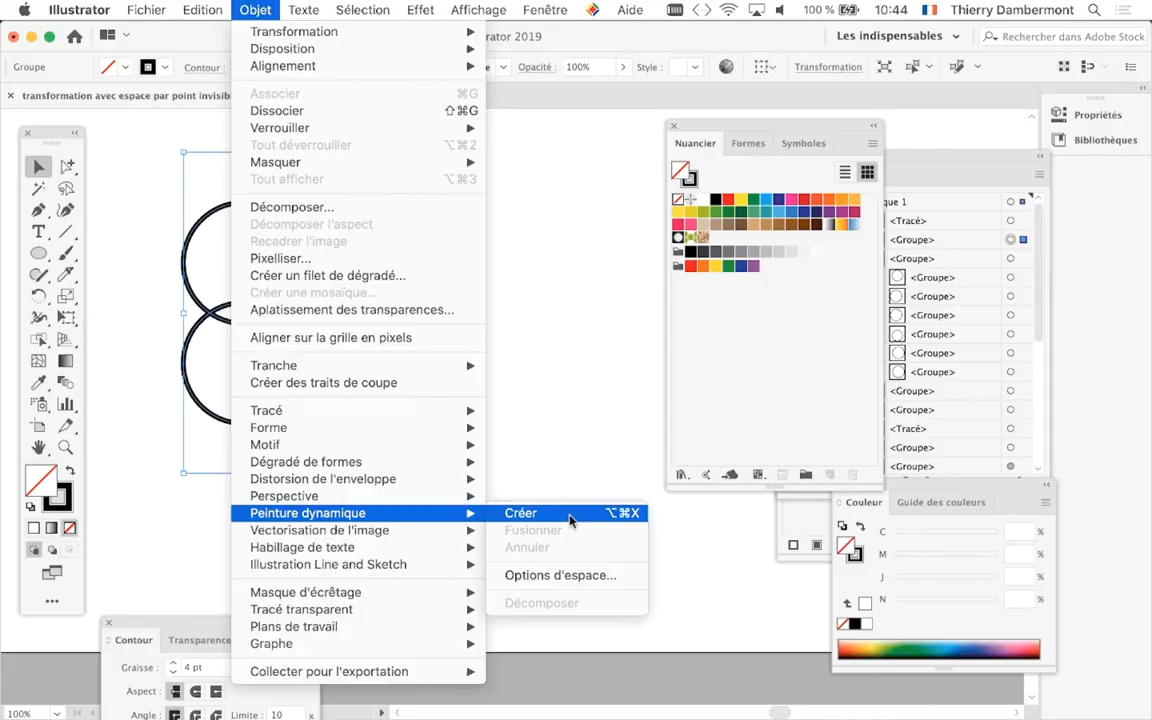 Illustrator Fichier Edition Objet Texte Sélection Effet Affichage Fenêtre Aide 100 % 10:44 Thierry Dambermont
rator 2019 Les indispensables Rechercher dans Adobe Stock
Groupe Contour : Opacité : 100% Style : Transformation
transformation avec espace par point invisib
Transformation
Disposition
Alignement
Associer ⌘G
Dissocier ⇧⌘G
Verrouiller
Tout déverrouiller ⌥⌘2
Masquer
Tout afficher ⌥⌘3
Décomposer...
Décomposer l'aspect
Recadrer l'image
Pixelliser...
Créer un filet de dégradé...
Créer une mosaïque...
Aplatissement des transparences...
Aligner sur la grille en pixels
Tranche
Créer des traits de coupe
Tracé
Forme
Motif
Dégradé de formes
Distorsion de l'enveloppe
Perspective
Peinture dynamique
Vectorisation de l'image
Habillage de texte
Illustration Line and Sketch
Masque d'écrêtage
Tracé transparent
Plans de travail
Graphe
Collecter pour l'exportation
Créer ⌥⌘X
Fusionner
Annuler
Options d'espace...
Décomposer
Nuancier Formes Symboles
Propriétés
Bibliothèques
que 1
<Tracé>
<Groupe>
<Groupe>
<Groupe>
<Groupe>
<Groupe>
<Groupe>
<Groupe>
<Groupe>
<Groupe>
<Groupe>
<Tracé>
<Groupe>
<Groupe>
Couleur Guide des couleurs
C %
M %
J %
N %
Contour Transparence
Graisse : 4 pt
Aspect :
Angle : Limite : 10 x
100%